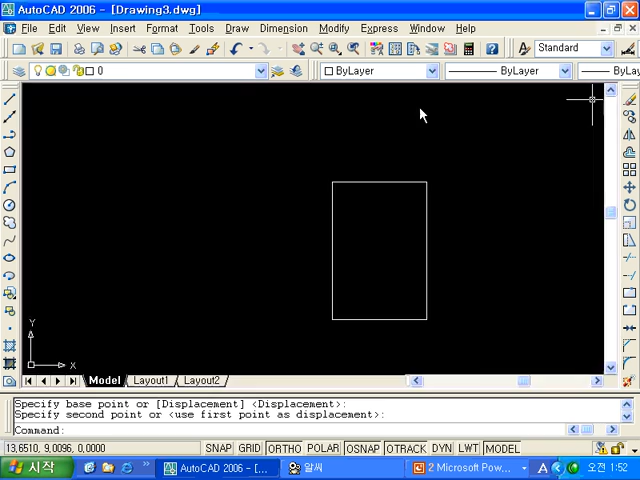 AutoCAD 2006 - [Drawing3.dwg]
File Edit View Insert Format Tools Draw Dimension Modify Express Window Help
Standard
0 ByLayer ByLayer ByLay
Y
X
Model Layout1 Layout2
Specify base point or [Displacement] <Displacement>:
Specify second point or <use first point as displacement>:
Command:
13,6510, 9,0096, 0,0000 SNAP GRID ORTHO POLAR OSNAP OTRACK DYN LWT MODEL
시작 AutoCAD 2006 - [... 알씨 2 Microsoft Pow... A 오전 1:52